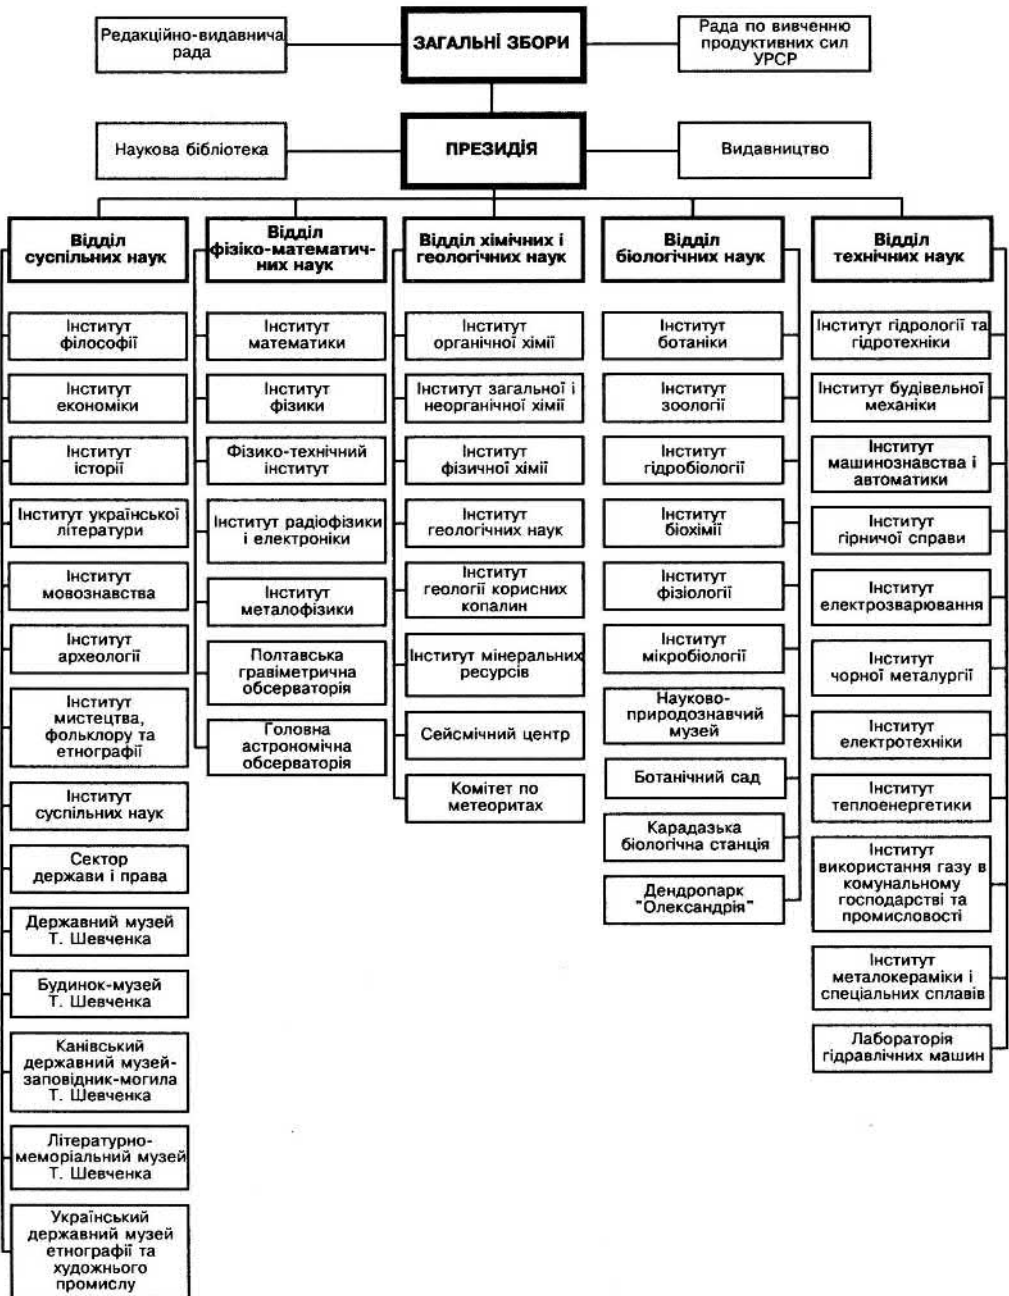 Редакційно-видавнича
рада
ЗАГАЛЬНІ ЗБОРИ
Рада по вивченню
продуктивних сил
УРСР
Наукова бібліотека
ПРЕЗИДІЯ
Видавництво
Відділ
суспільних наук
Відділ
фізико-математич-
них наук
Відділ хімічних і
геологічних наук
Відділ
біологічних наук
Відділ
технічних наук
Інститут
філософії
Інститут
економіки
Інститут
історії
Інститут української
літератури
Інститут
мовознавства
Інститут
археології
Інститут
мистецтва,
фольклору та
етнографії
Інститут
суспільних наук
Сектор
держави і права
Державний музей
Т. Шевченка
Будинок-музей
Т. Шевченка
Канівський
державний музей-
заповідник-могила
Т. Шевченка
Літературно-
меморіальний музей
Т. Шевченка
Український
державний музей
етнографії та
художнього
промислу
Інститут
математики
Інститут
фізики
Фізико-технічний
інститут
Інститут радіофізики
і електроніки
Інститут
металофізики
Полтавська
гравіметрична
обсерваторія
Головна
астрономічна
обсерваторія
Інститут
органічної хімії
Інститут загальної і
неорганічної хімії
Інститут
фізичної хімії
Інститут
геологічних наук
Інститут
геології корисних
копалин
Інститут мінеральних
ресурсів
Сейсмічний центр
Комітет по
метеоритах
Інститут
ботаніки
Інститут
зоології
Інститут
гідробіології
Інститут
біохімії
Інститут
фізіології
Інститут
мікробіології
Науково-
природознавчий
музей
Ботанічний сад
Карадазька
біологічна станція
Дендропарк
"Олександрія"
Інститут гідрології та
гідротехніки
Інститут будівельної
механіки
Інститут
машинознавства і
автоматики
Інститут
гірничої справи
Інститут
електрозварювання
Інститут
чорної металургії
Інститут
електротехніки
Інститут
теплоенергетики
Інститут
використання газу в
комунальному
господарстві та
промисловості
Інститут
металокераміки і
спеціальних сплавів
Лабораторія
гідравлічних машин